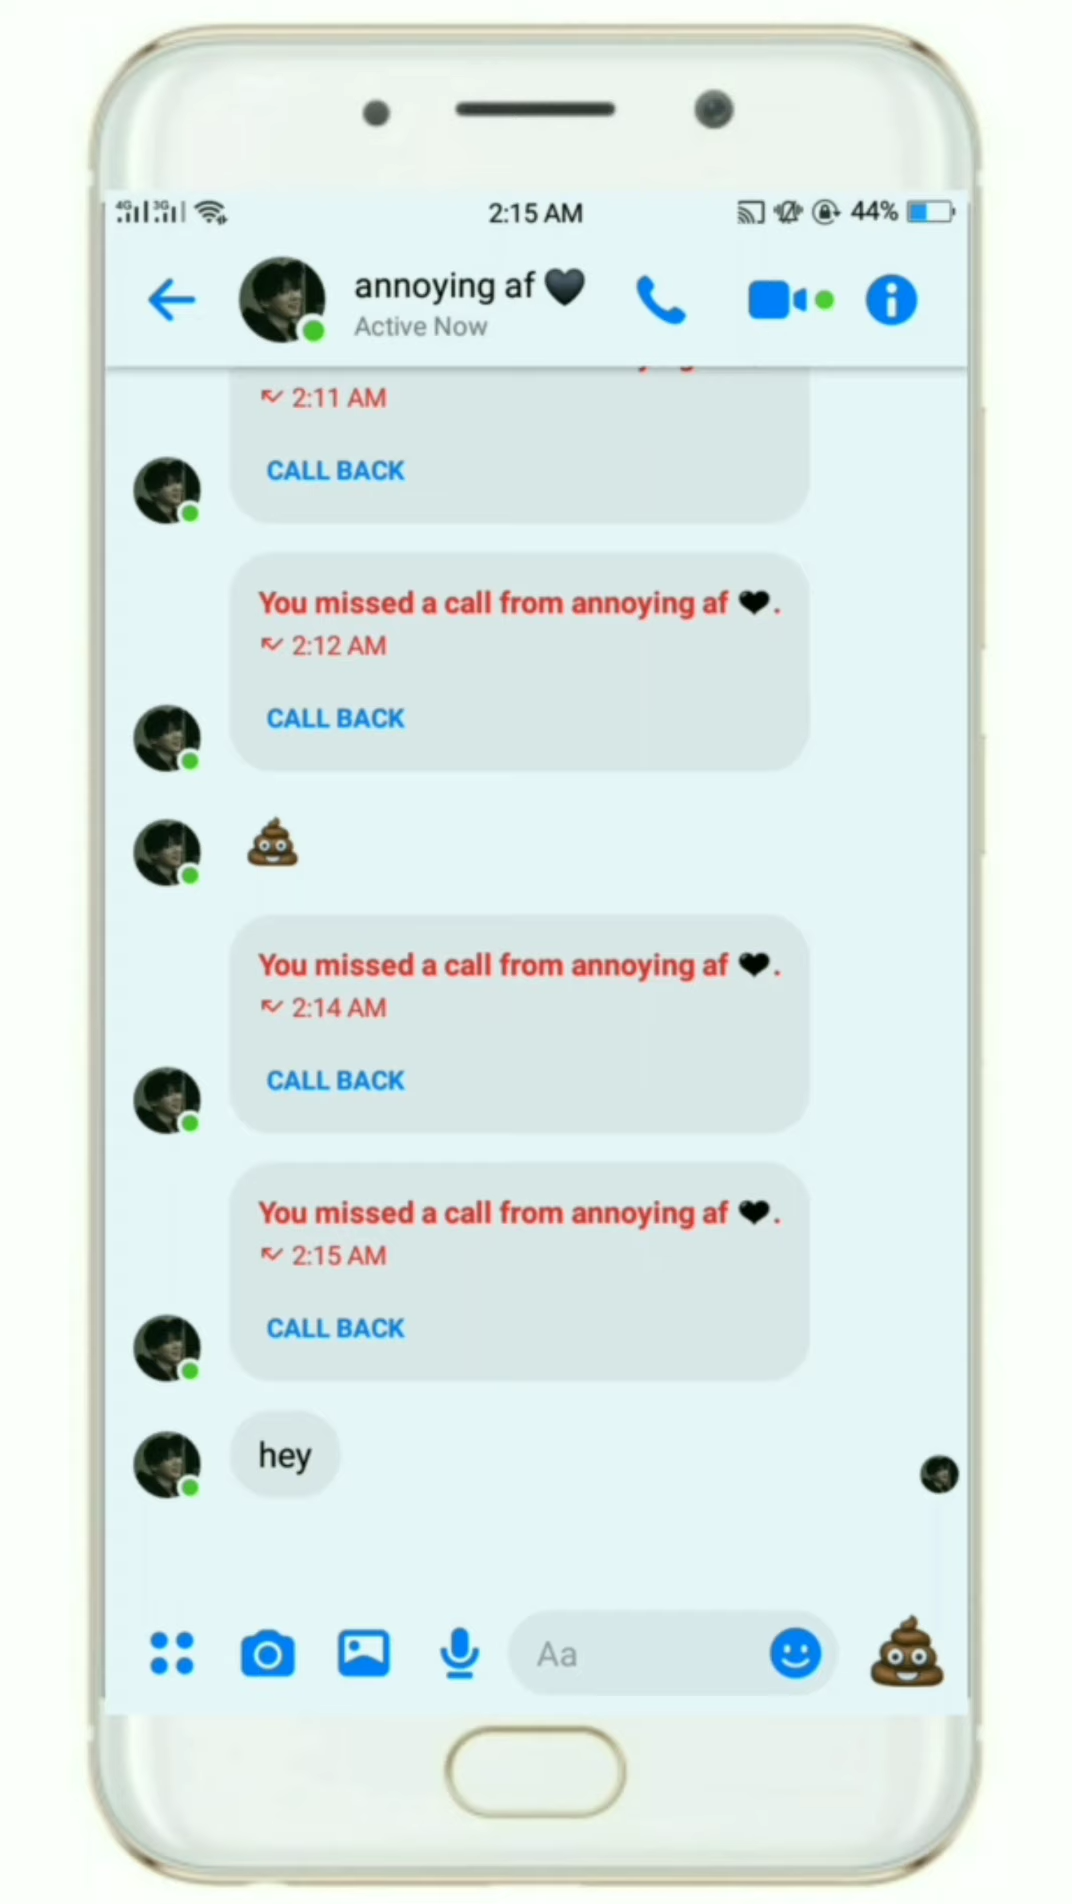 4G 3G 2:15 AM 44%
annoying af 🖤
Active Now
2:11 AM
CALL BACK
You missed a call from annoying af 🖤.
2:12 AM
CALL BACK
💩
You missed a call from annoying af 🖤.
2:14 AM
CALL BACK
You missed a call from annoying af 🖤.
2:15 AM
CALL BACK
hey
Aa